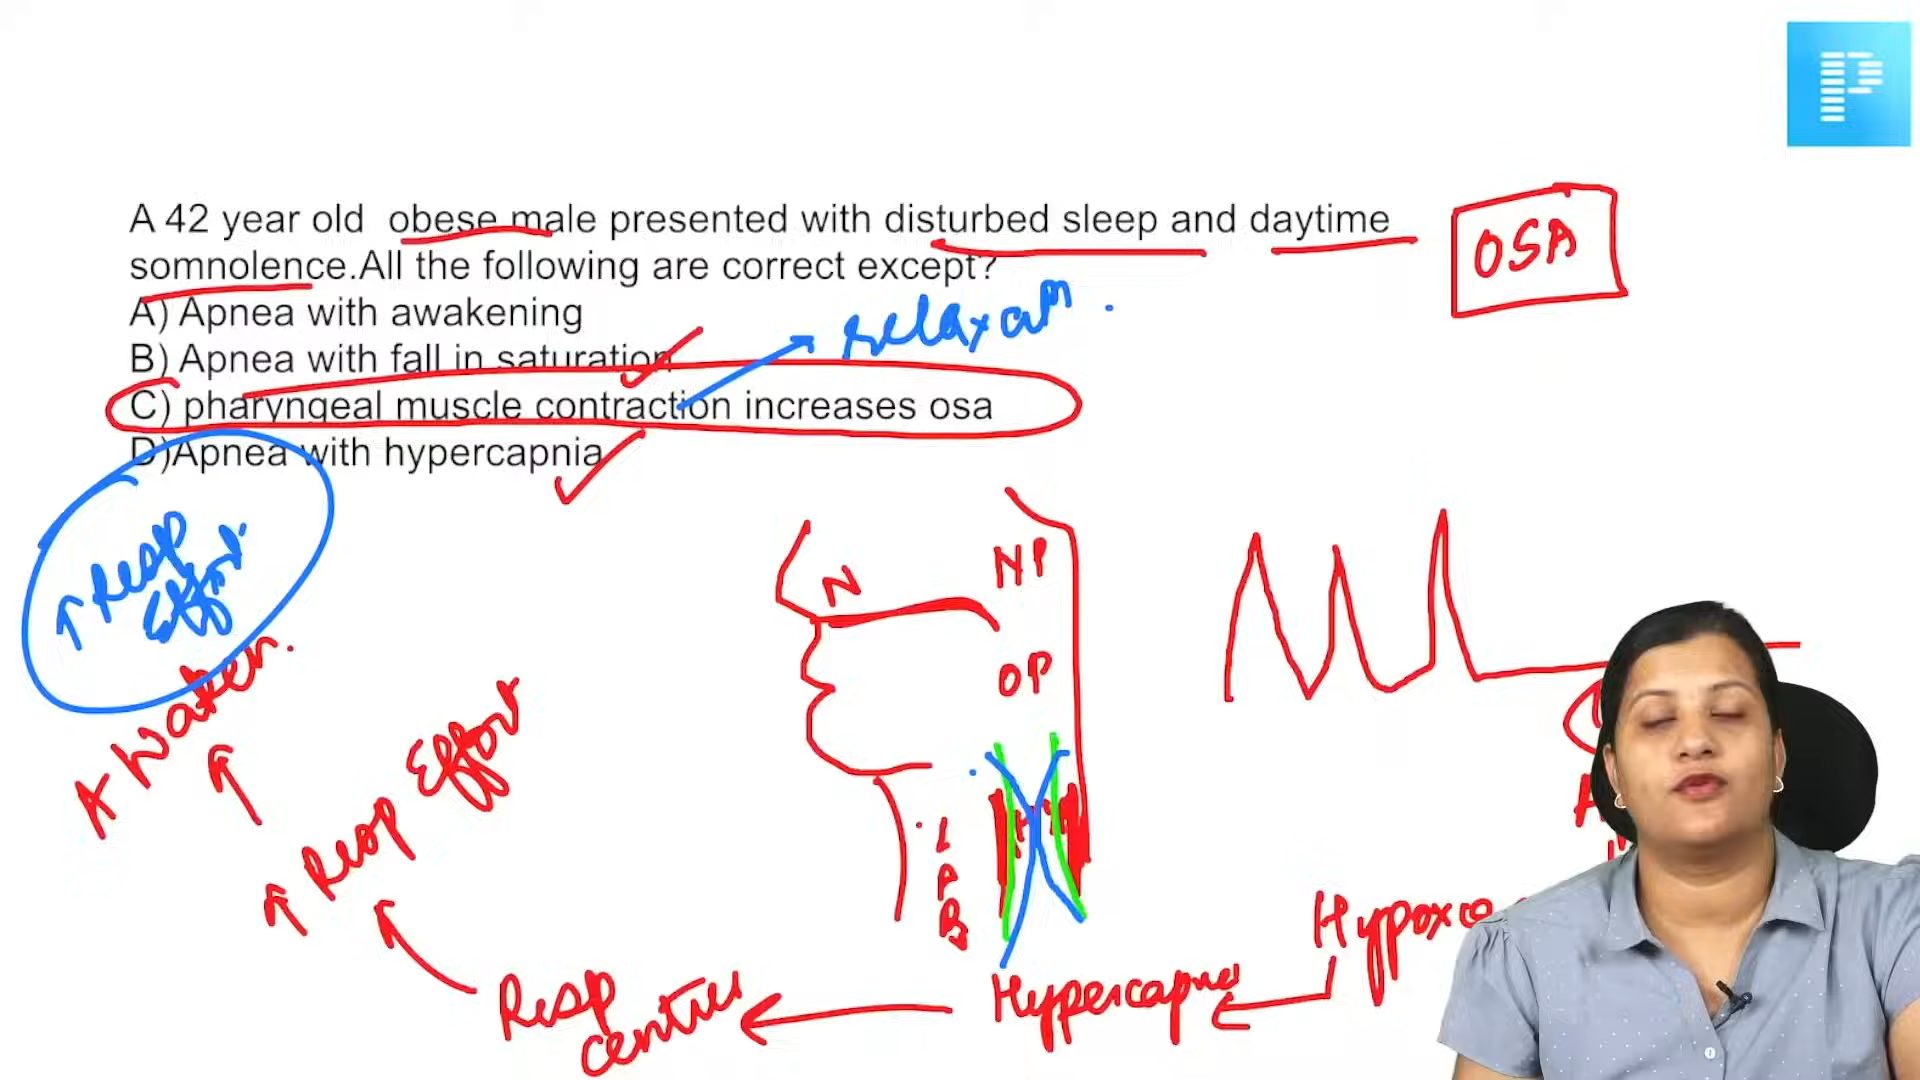 A 42 year old obese male presented with disturbed sleep and daytime
somnolence.All the following are correct except?
A) Apnea with awakening
B) Apnea with fall in saturation
C) pharyngeal muscle contraction increases osa
D)Apnea with hypercapnia
OSA
relaxatn.
↑ Resp
Effort
Awaken.
↑ Resp Effort
Resp
centre
N
NP
OP
Hypercapnia
P